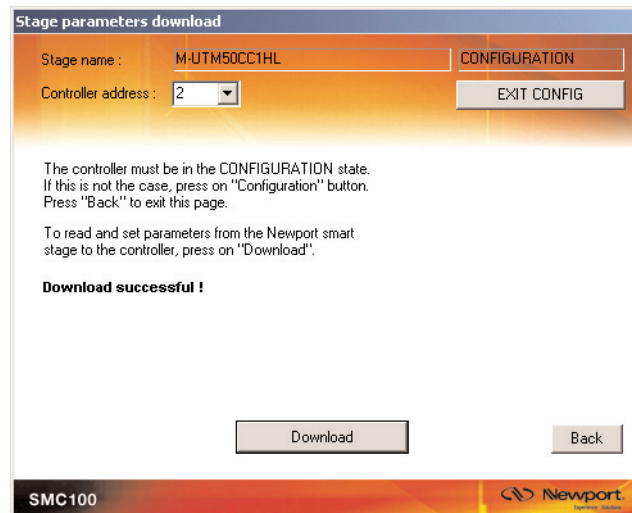 Stage parameters download
Stage name : M-UTM50CC1HL CONFIGURATION
Controller address : 2 EXIT CONFIG
The controller must be in the CONFIGURATION state.
If this is not the case, press on "Configuration" button.
Press "Back" to exit this page.
To read and set parameters from the Newport smart
stage to the controller, press on "Download".
Download successful !
Download Back
SMC100 Newport.
Experience Solutions